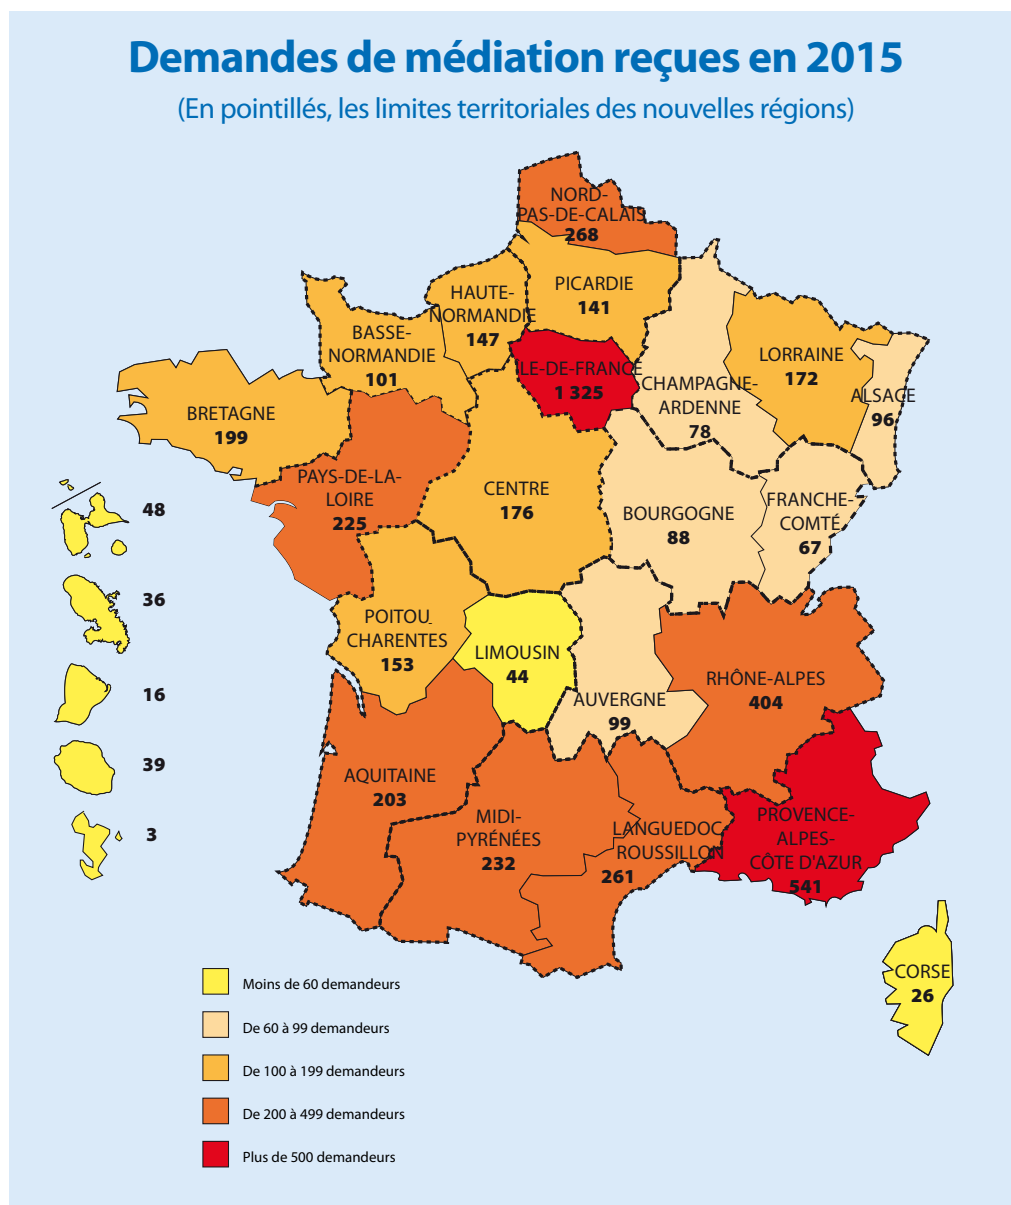 Demandes de médiation reçues en 2015
(En pointillés, les limites territoriales des nouvelles régions)
NORD-
PAS-DE-CALAIS
268
PICARDIE
141
HAUTE-
NORMANDIE
147
BASSE-
NORMANDIE
101
ILE-DE-FRANCE
1 325
CHAMPAGNE-
ARDENNE
78
LORRAINE
172
ALSACE
96
BRETAGNE
199
PAYS-DE-LA-
LOIRE
225
CENTRE
176
BOURGOGNE
88
FRANCHE-
COMTÉ
67
POITOU
CHARENTES
153
LIMOUSIN
44
AUVERGNE
99
RHÔNE-ALPES
404
AQUITAINE
203
MIDI-
PYRÉNÉES
232
LANGUEDOC
ROUSSILLON
261
PROVENCE-
ALPES-
CÔTE D'AZUR
541
CORSE
26
48
36
16
39
3
Moins de 60 demandeurs
De 60 à 99 demandeurs
De 100 à 199 demandeurs
De 200 à 499 demandeurs
Plus de 500 demandeurs